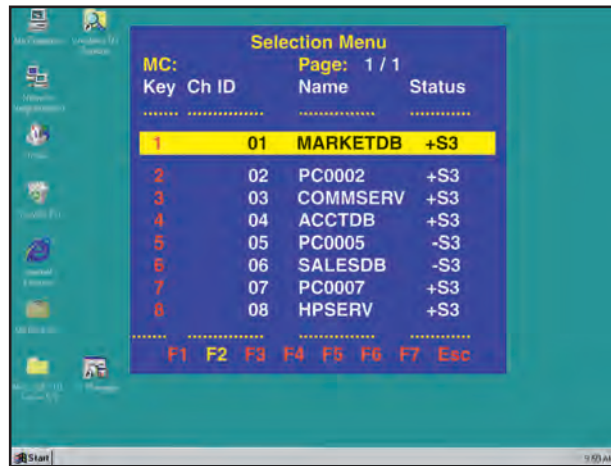 Selection Menu
MC: Page: 1 / 1
Key Ch ID Name Status
1 01 MARKETDB +S3
2 02 PC0002 +S3
3 03 COMMSERV +S3
4 04 ACCTDB +S3
5 05 PC0005 -S3
6 06 SALESDB -S3
7 07 PC0007 +S3
8 08 HPSERV +S3
F1 F2 F3 F4 F5 F6 F7 Esc
Start